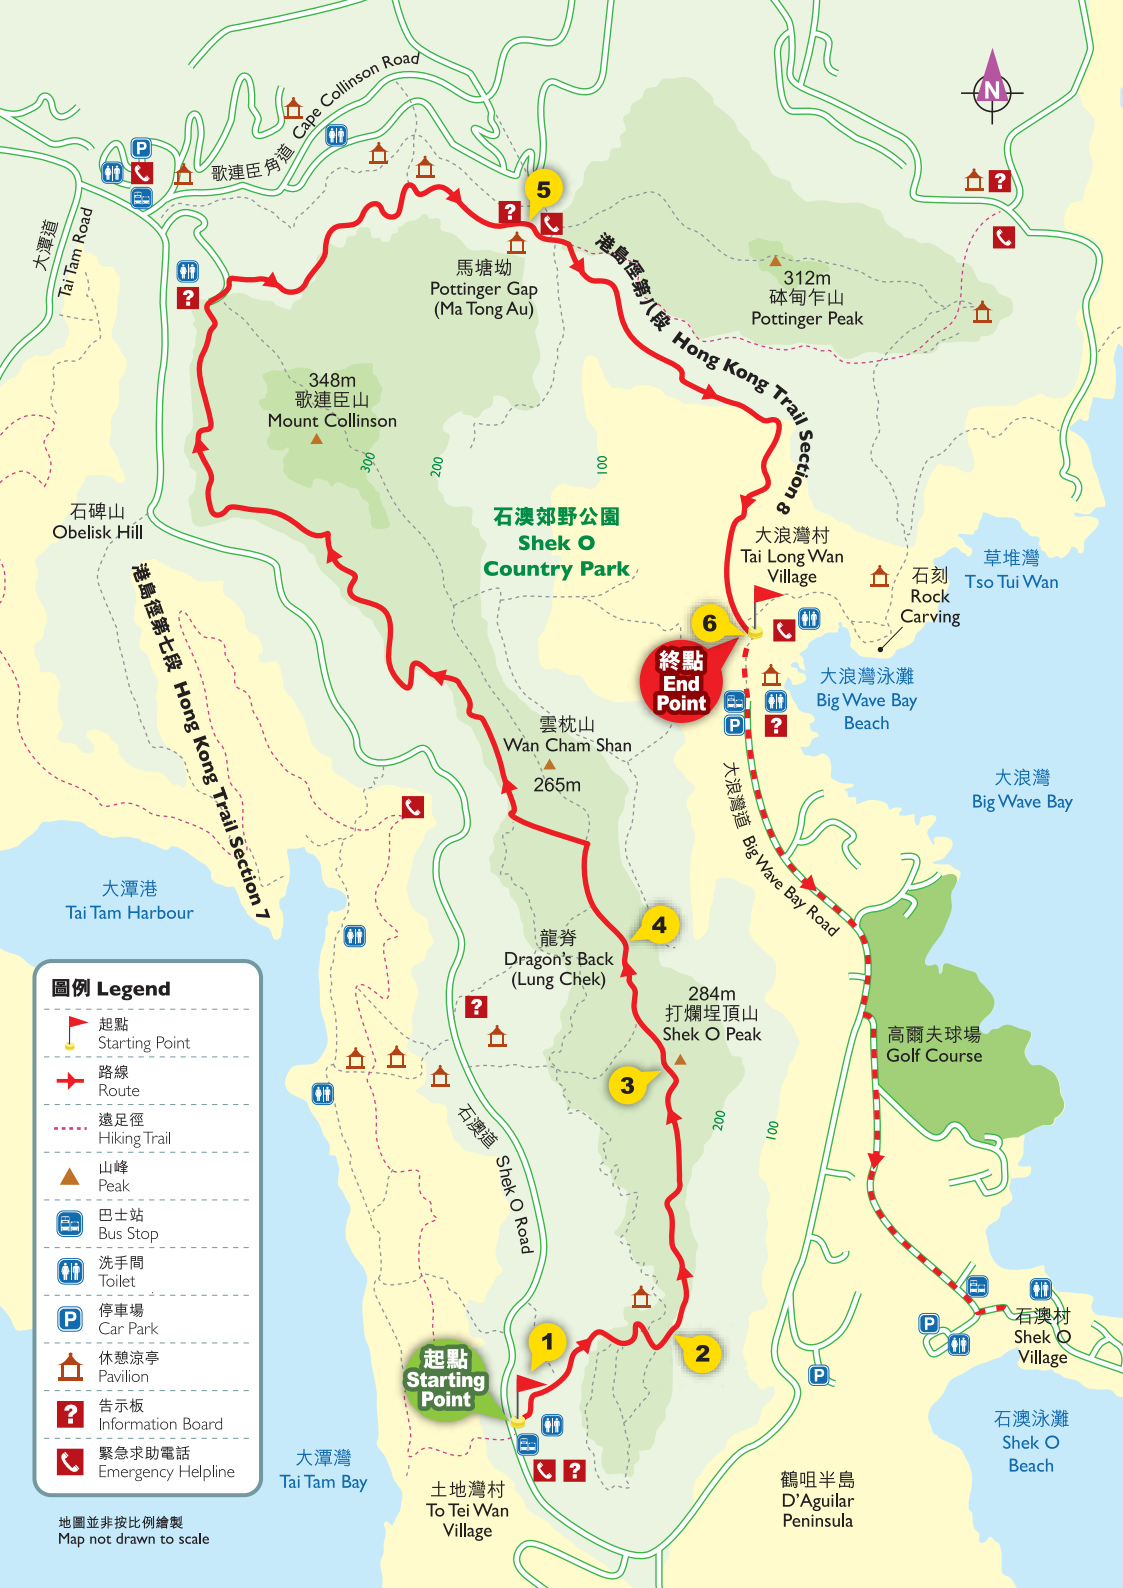 歌連臣角道 Cape Collinson Road
N
大潭道
Tai Tam Road
P
5
?
?
?
馬塘坳
Pottinger Gap
(Ma Tong Au)
港島徑第八段 Hong Kong Trail Section 8
312m
砵甸乍山
Pottinger Peak
348m
歌連臣山
Mount Collinson
300
200
100
石碑山
Obelisk Hill
石澳郊野公園
Shek O
Country Park
大浪灣村
Tai Long Wan
Village
石刻
Rock
Carving
草堆灣
Tso Tui Wan
港島徑第七段 Hong Kong Trail Section 7
6
終點
End
Point
大浪灣泳灘
Big Wave Bay
Beach
P
?
雲枕山
Wan Cham Shan
265m
大浪灣
Big Wave Bay
大浪灣道 Big Wave Bay Road
大潭港
Tai Tam Harbour
4
龍脊
Dragon's Back
(Lung Chek)
284m
打爛埕頂山
Shek O Peak
?
3
高爾夫球場
Golf Course
200
100
石澳道 Shek O Road
圖例 Legend
起點
Starting Point
路線
Route
遠足徑
Hiking Trail
山峰
Peak
巴士站
Bus Stop
洗手間
Toilet
P
停車場
Car Park
休憩涼亭
Pavilion
?
告示板
Information Board
緊急求助電話
Emergency Helpline
地圖並非按比例繪製
Map not drawn to scale
1
2
起點
Starting
Point
?
P
P
石澳村
Shek O
Village
石澳泳灘
Shek O
Beach
大潭灣
Tai Tam Bay
土地灣村
To Tei Wan
Village
鶴咀半島
D'Aguilar
Peninsula